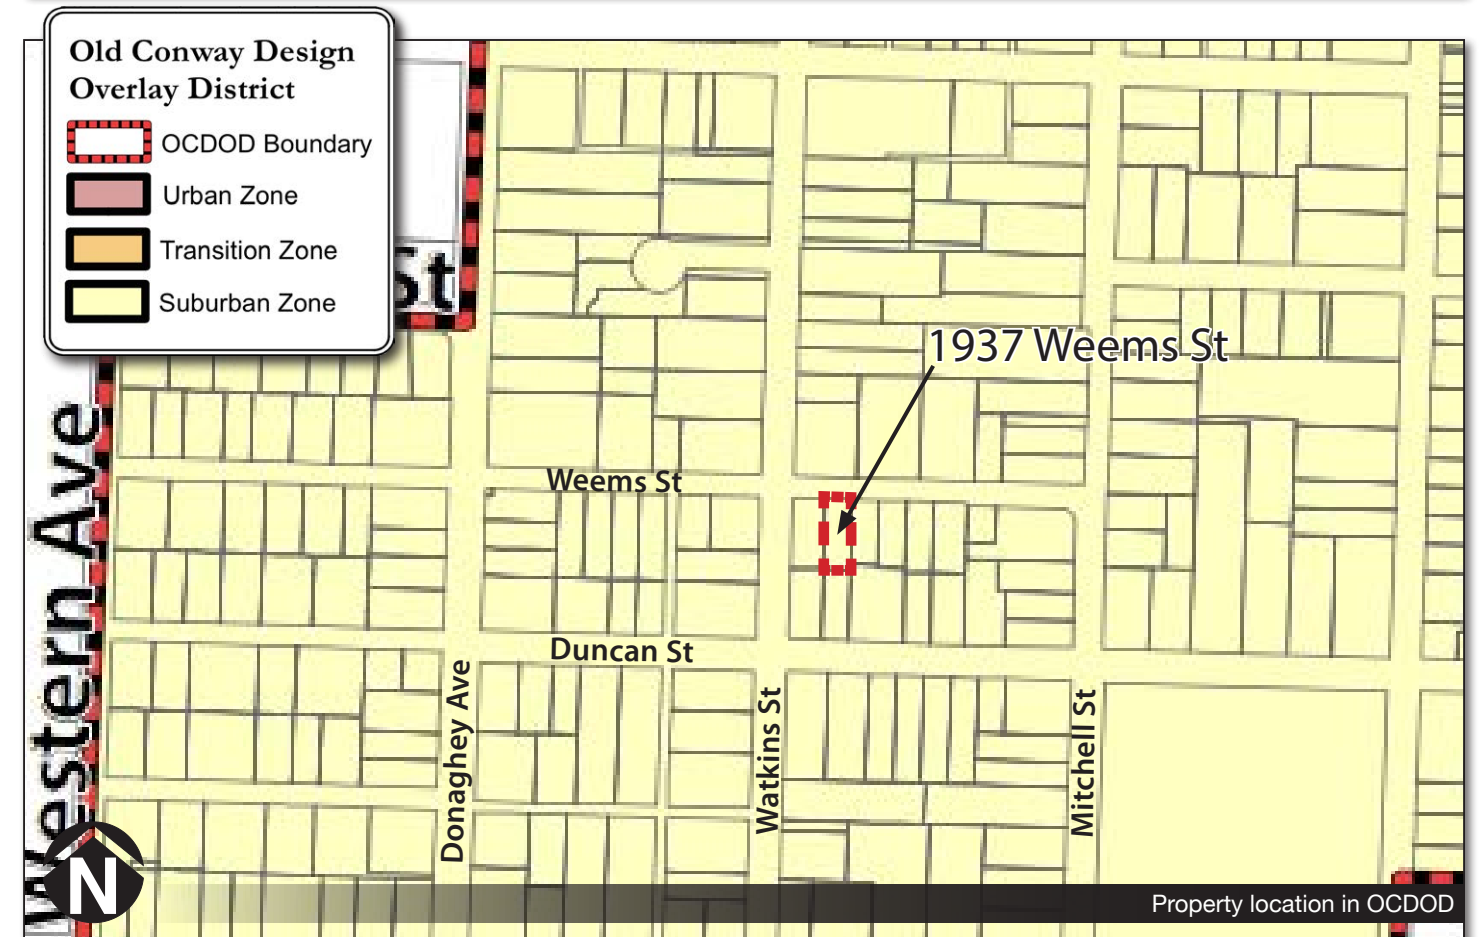 Old Conway Design
Overlay District
OCDOD Boundary
Urban Zone
Transition Zone
Suburban Zone
St
1937 Weems St
Weems St
Duncan St
Western Ave
Donaghey Ave
Watkins St
Mitchell St
N
Property location in OCDOD